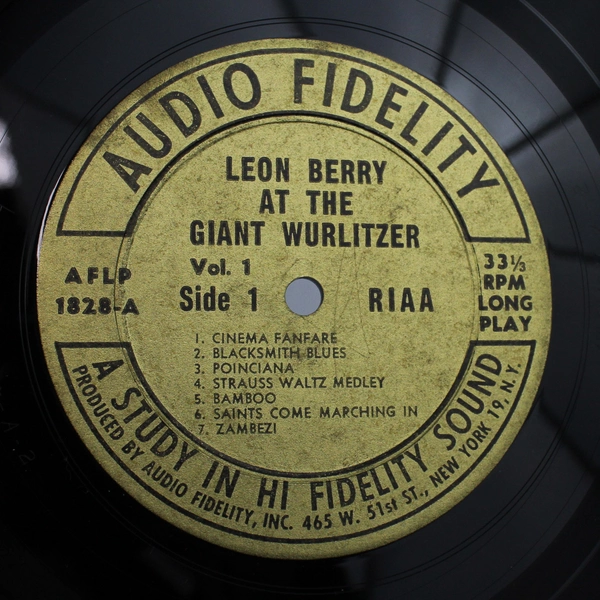 AUDIO FIDELITY
LEON BERRY
AT THE
GIANT WURLITZER
Vol. 1
Side 1
RIAA
AFLP
1828-A
33⅓
RPM
LONG
PLAY
1. CINEMA FANFARE
2. BLACKSMITH BLUES
3. POINCIANA
4. STRAUSS WALTZ MEDLEY
5. BAMBOO
6. SAINTS COME MARCHING IN
7. ZAMBEZI
A STUDY IN HI FIDELITY SOUND
PRODUCED BY AUDIO FIDELITY, INC. 465 W. 51st ST., NEW YORK 19, N.Y.